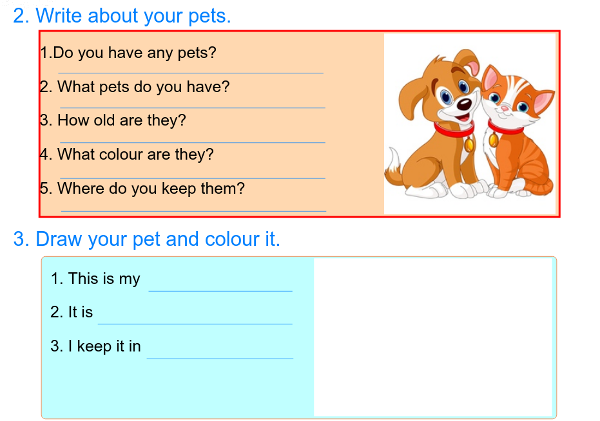 2. Write about your pets.
1.Do you have any pets?
2. What pets do you have?
3. How old are they?
4. What colour are they?
5. Where do you keep them?
3. Draw your pet and colour it.
1. This is my
2. It is
3. I keep it in